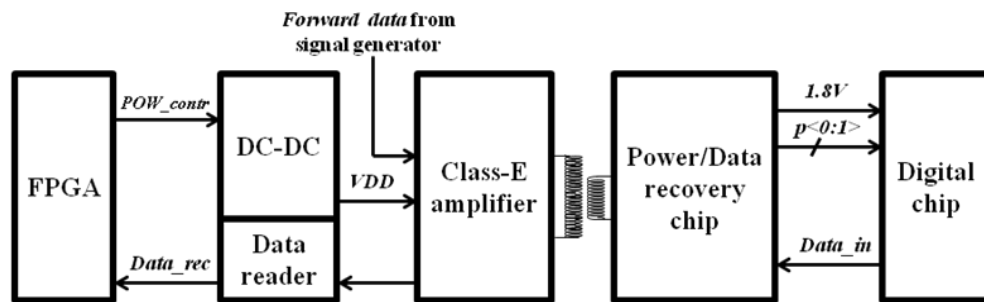 Forward data from
signal generator
FPGA
POW_contr
DC-DC
VDD
Data
reader
Data_rec
Class-E
amplifier
Power/Data
recovery
chip
1.8V
p<0:1>
Data_in
Digital
chip